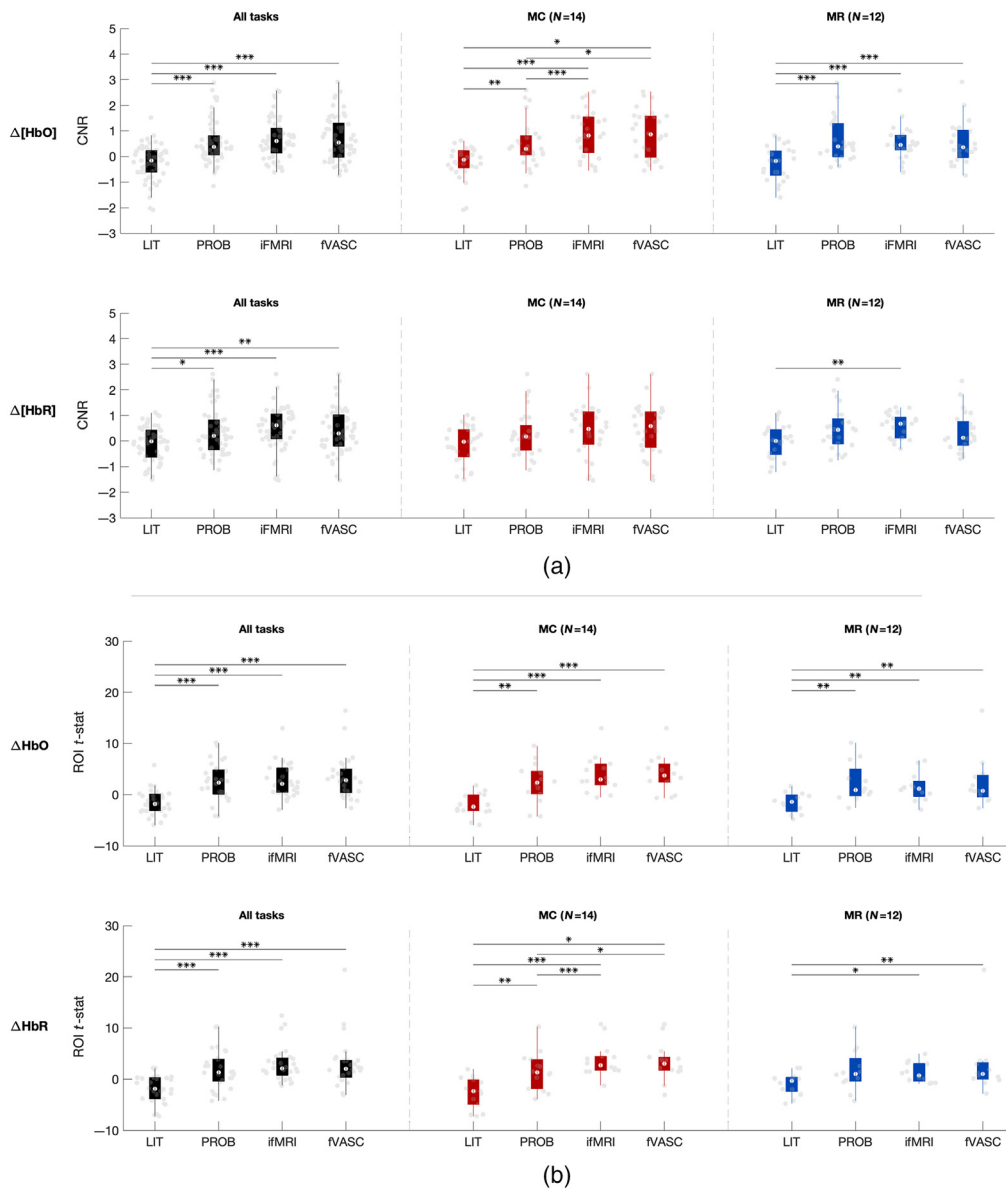 All tasks MC (N=14) MR (N=12)
Δ[HbO]
CNR
5
4
3
2
1
0
—1
—2
—3
*** *** ***
* * *** *** **
*** *** ***
LIT PROB iFMRI fVASC LIT PROB iFMRI fVASC LIT PROB iFMRI fVASC
All tasks MC (N=14) MR (N=12)
Δ[HbR]
CNR
5
4
3
2
1
0
—1
—2
—3
** *** *
**
LIT PROB iFMRI fVASC LIT PROB iFMRI fVASC LIT PROB iFMRI fVASC
(a)
All tasks MC (N=14) MR (N=12)
ΔHbO
ROI t-stat
30
20
10
0
—10
*** *** ***
*** *** **
** ** **
LIT PROB ifMRI fVASC LIT PROB ifMRI fVASC LIT PROB ifMRI fVASC
All tasks MC (N=14) MR (N=12)
ΔHbR
ROI t-stat
30
20
10
0
—10
*** *** ***
* * *** *** **
** *
LIT PROB ifMRI fVASC LIT PROB ifMRI fVASC LIT PROB ifMRI fVASC
(b)